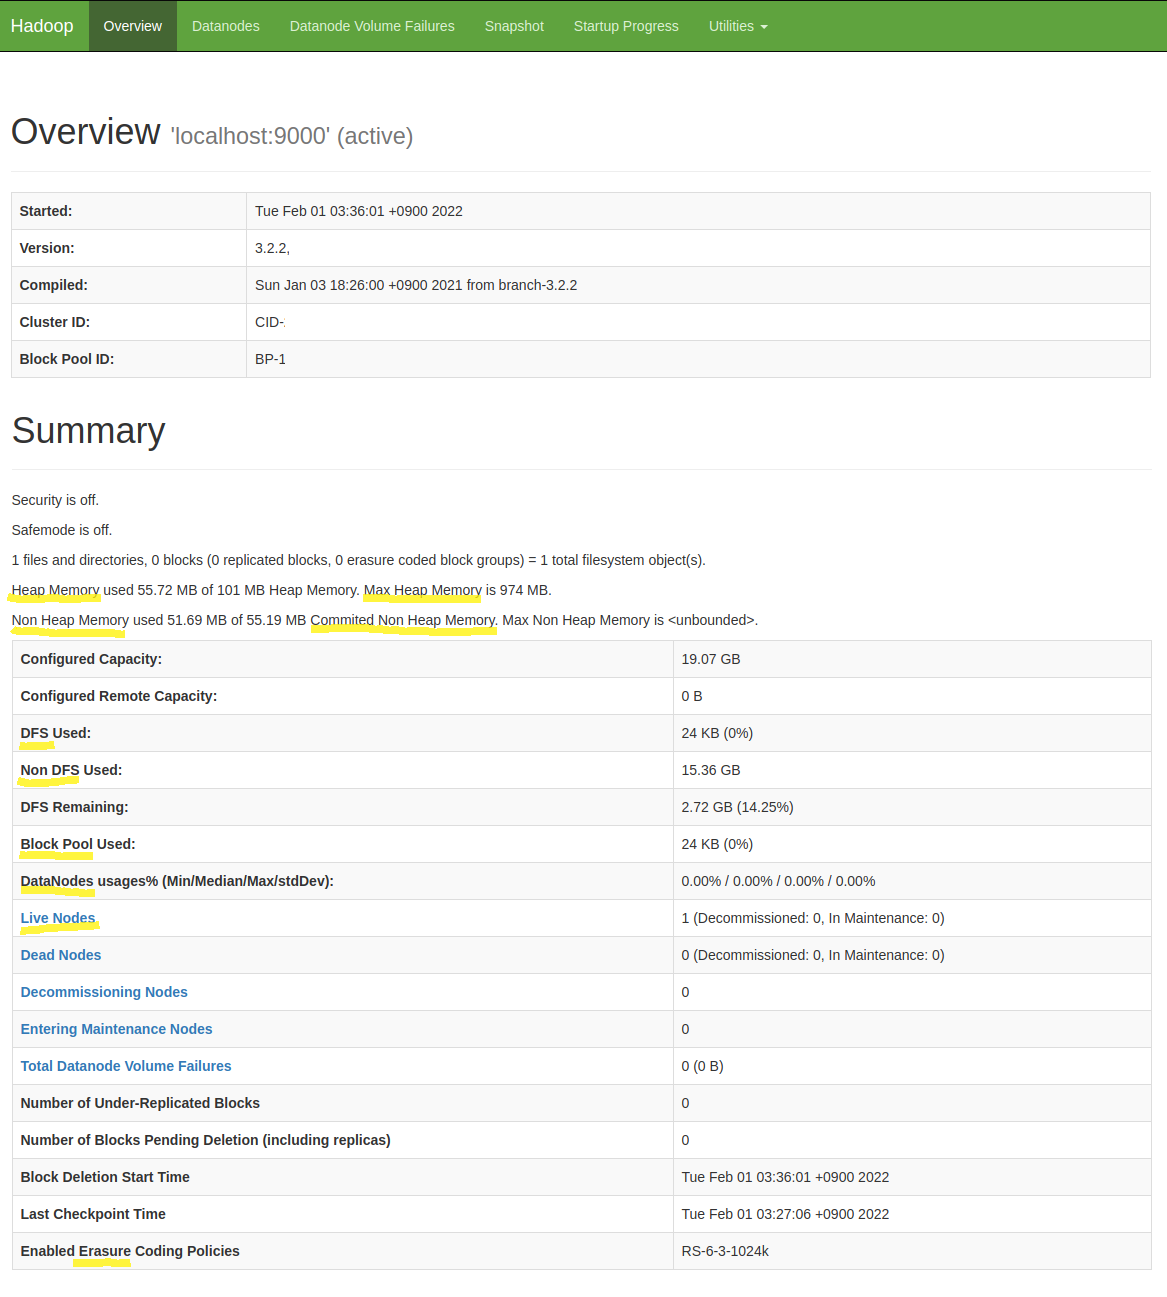 Hadoop Overview Datanodes Datanode Volume Failures Snapshot Startup Progress Utilities
Overview 'localhost:9000' (active)
Started: Tue Feb 01 03:36:01 +0900 2022
Version: 3.2.2,
Compiled: Sun Jan 03 18:26:00 +0900 2021 from branch-3.2.2
Cluster ID: CID-
Block Pool ID: BP-1
Summary
Security is off.
Safemode is off.
1 files and directories, 0 blocks (0 replicated blocks, 0 erasure coded block groups) = 1 total filesystem object(s).
Heap Memory used 55.72 MB of 101 MB Heap Memory. Max Heap Memory is 974 MB.
Non Heap Memory used 51.69 MB of 55.19 MB Commited Non Heap Memory. Max Non Heap Memory is <unbounded>.
Configured Capacity: 19.07 GB
Configured Remote Capacity: 0 B
DFS Used: 24 KB (0%)
Non DFS Used: 15.36 GB
DFS Remaining: 2.72 GB (14.25%)
Block Pool Used: 24 KB (0%)
DataNodes usages% (Min/Median/Max/stdDev): 0.00% / 0.00% / 0.00% / 0.00%
Live Nodes 1 (Decommissioned: 0, In Maintenance: 0)
Dead Nodes 0 (Decommissioned: 0, In Maintenance: 0)
Decommissioning Nodes 0
Entering Maintenance Nodes 0
Total Datanode Volume Failures 0 (0 B)
Number of Under-Replicated Blocks 0
Number of Blocks Pending Deletion (including replicas) 0
Block Deletion Start Time Tue Feb 01 03:36:01 +0900 2022
Last Checkpoint Time Tue Feb 01 03:27:06 +0900 2022
Enabled Erasure Coding Policies RS-6-3-1024k